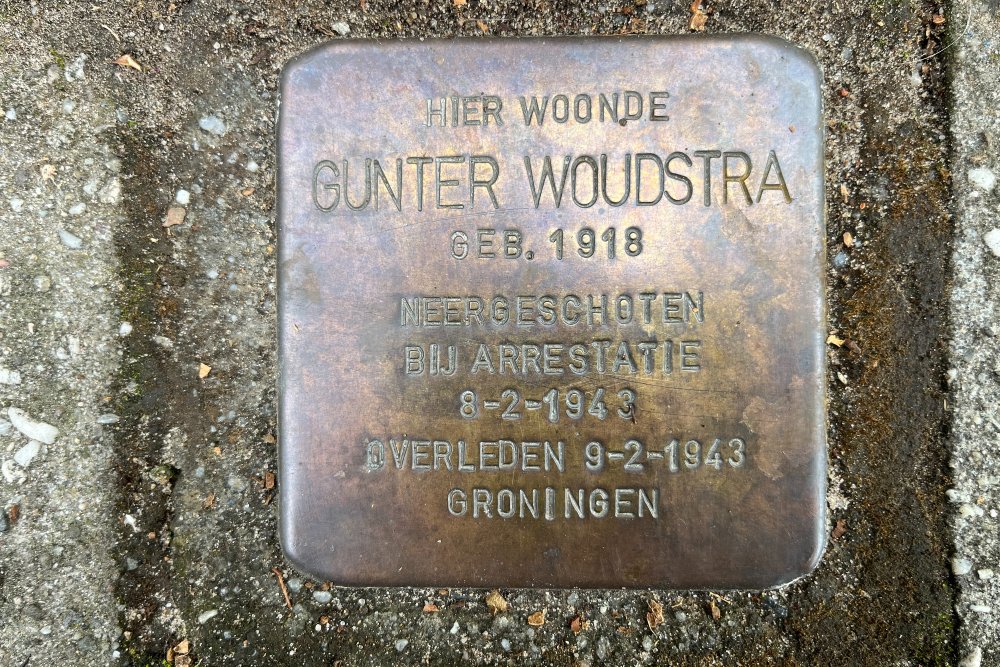 HIER WOONDE
GUNTER WOUDSTRA
GEB. 1918
NEERGESCHOTEN
BIJ ARRESTATIE
8-2-1943
OVERLEDEN 9-2-1943
GRONINGEN